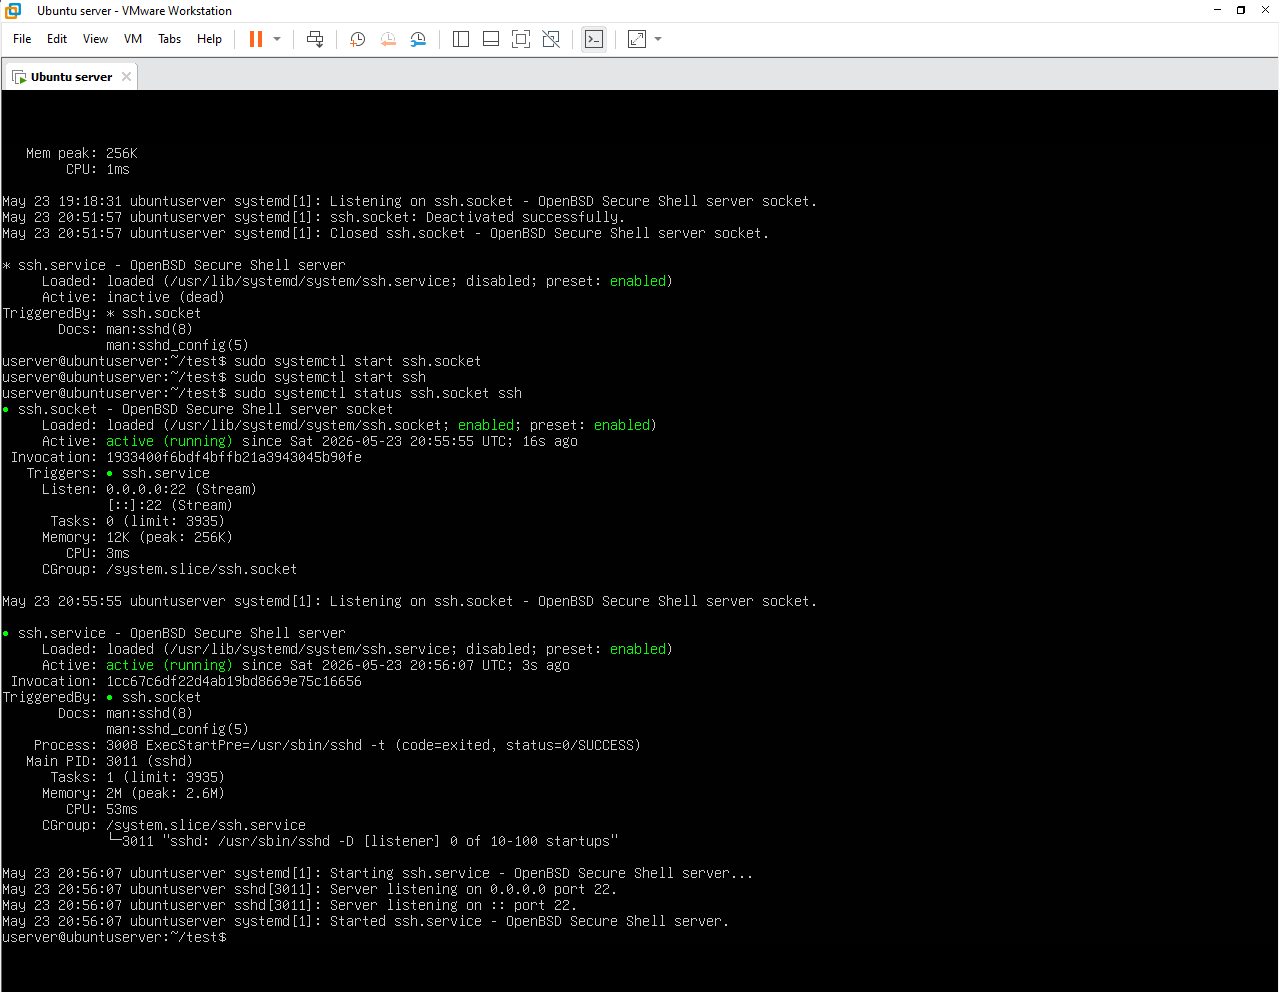 Ubuntu server - VMware Workstation
File Edit View VM Tabs Help
Ubuntu server
   Mem peak: 256K
        CPU: 1ms
May 23 19:18:31 ubuntuserver systemd[1]: Listening on ssh.socket - OpenBSD Secure Shell server socket.
May 23 20:51:57 ubuntuserver systemd[1]: ssh.socket: Deactivated successfully.
May 23 20:51:57 ubuntuserver systemd[1]: Closed ssh.socket - OpenBSD Secure Shell server socket.
* ssh.service - OpenBSD Secure Shell server
     Loaded: loaded (/usr/lib/systemd/system/ssh.service; disabled; preset: enabled)
     Active: inactive (dead)
TriggeredBy: * ssh.socket
       Docs: man:sshd(8)
             man:sshd_config(5)
userver@ubuntuserver:~/test$ sudo systemctl start ssh.socket
userver@ubuntuserver:~/test$ sudo systemctl start ssh
userver@ubuntuserver:~/test$ sudo systemctl status ssh.socket ssh
● ssh.socket - OpenBSD Secure Shell server socket
     Loaded: loaded (/usr/lib/systemd/system/ssh.socket; enabled; preset: enabled)
     Active: active (running) since Sat 2026-05-23 20:55:55 UTC; 16s ago
 Invocation: 1933400f6bdf4bffb21a3943045b90fe
   Triggers: ● ssh.service
     Listen: 0.0.0.0:22 (Stream)
             [::]:22 (Stream)
      Tasks: 0 (limit: 3935)
     Memory: 12K (peak: 256K)
        CPU: 3ms
     CGroup: /system.slice/ssh.socket
May 23 20:55:55 ubuntuserver systemd[1]: Listening on ssh.socket - OpenBSD Secure Shell server socket.
● ssh.service - OpenBSD Secure Shell server
     Loaded: loaded (/usr/lib/systemd/system/ssh.service; disabled; preset: enabled)
     Active: active (running) since Sat 2026-05-23 20:56:07 UTC; 3s ago
 Invocation: 1cc67c6df22d4ab19bd8669e75c16656
TriggeredBy: ● ssh.socket
       Docs: man:sshd(8)
             man:sshd_config(5)
    Process: 3008 ExecStartPre=/usr/sbin/sshd -t (code=exited, status=0/SUCCESS)
   Main PID: 3011 (sshd)
      Tasks: 1 (limit: 3935)
     Memory: 2M (peak: 2.6M)
        CPU: 53ms
     CGroup: /system.slice/ssh.service
             └─3011 "sshd: /usr/sbin/sshd -D [listener] 0 of 10-100 startups"
May 23 20:56:07 ubuntuserver systemd[1]: Starting ssh.service - OpenBSD Secure Shell server...
May 23 20:56:07 ubuntuserver sshd[3011]: Server listening on 0.0.0.0 port 22.
May 23 20:56:07 ubuntuserver sshd[3011]: Server listening on :: port 22.
May 23 20:56:07 ubuntuserver systemd[1]: Started ssh.service - OpenBSD Secure Shell server.
userver@ubuntuserver:~/test$